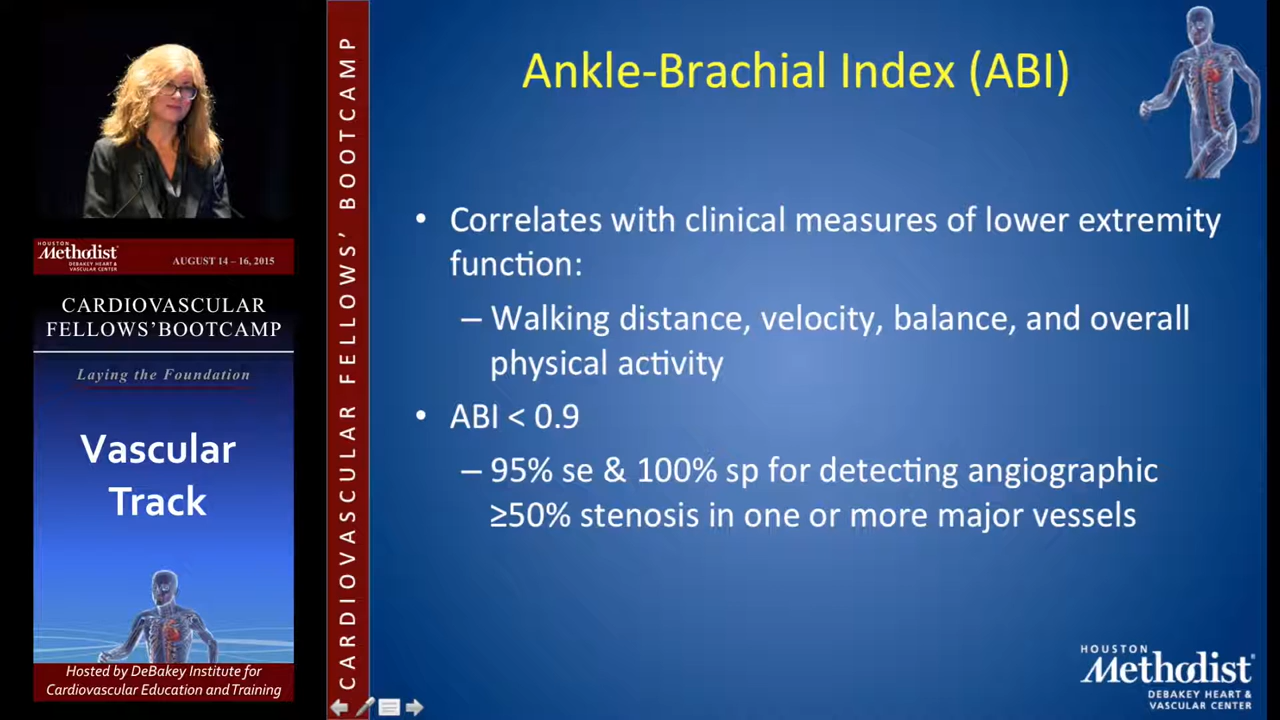 HOUSTON
Methodist
DEBAKEY HEART &
VASCULAR CENTER
AUGUST 14 – 16, 2015
CARDIOVASCULAR
FELLOWS' BOOTCAMP
Laying the Foundation
Vascular
Track
Hosted by DeBakey Institute for
Cardiovascular Education and Training
CARDIOVASCULAR FELLOWS' BOOTCAMP
Ankle-Brachial Index (ABI)
• Correlates with clinical measures of lower extremity
function:
– Walking distance, velocity, balance, and overall
physical activity
• ABI < 0.9
– 95% se & 100% sp for detecting angiographic
≥50% stenosis in one or more major vessels
HOUSTON
Methodist
DEBAKEY HEART &
VASCULAR CENTER